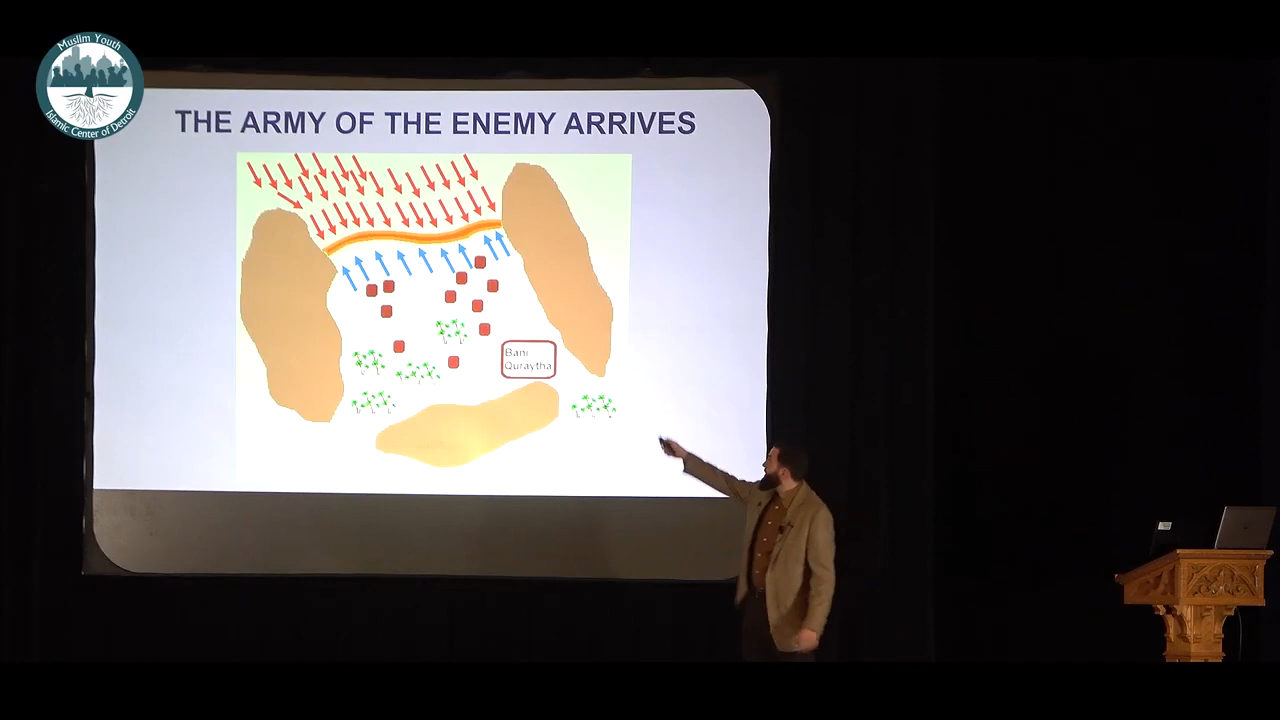 Muslim Youth
Islamic Center of Detroit
THE ARMY OF THE ENEMY ARRIVES
Bani
Quraytha